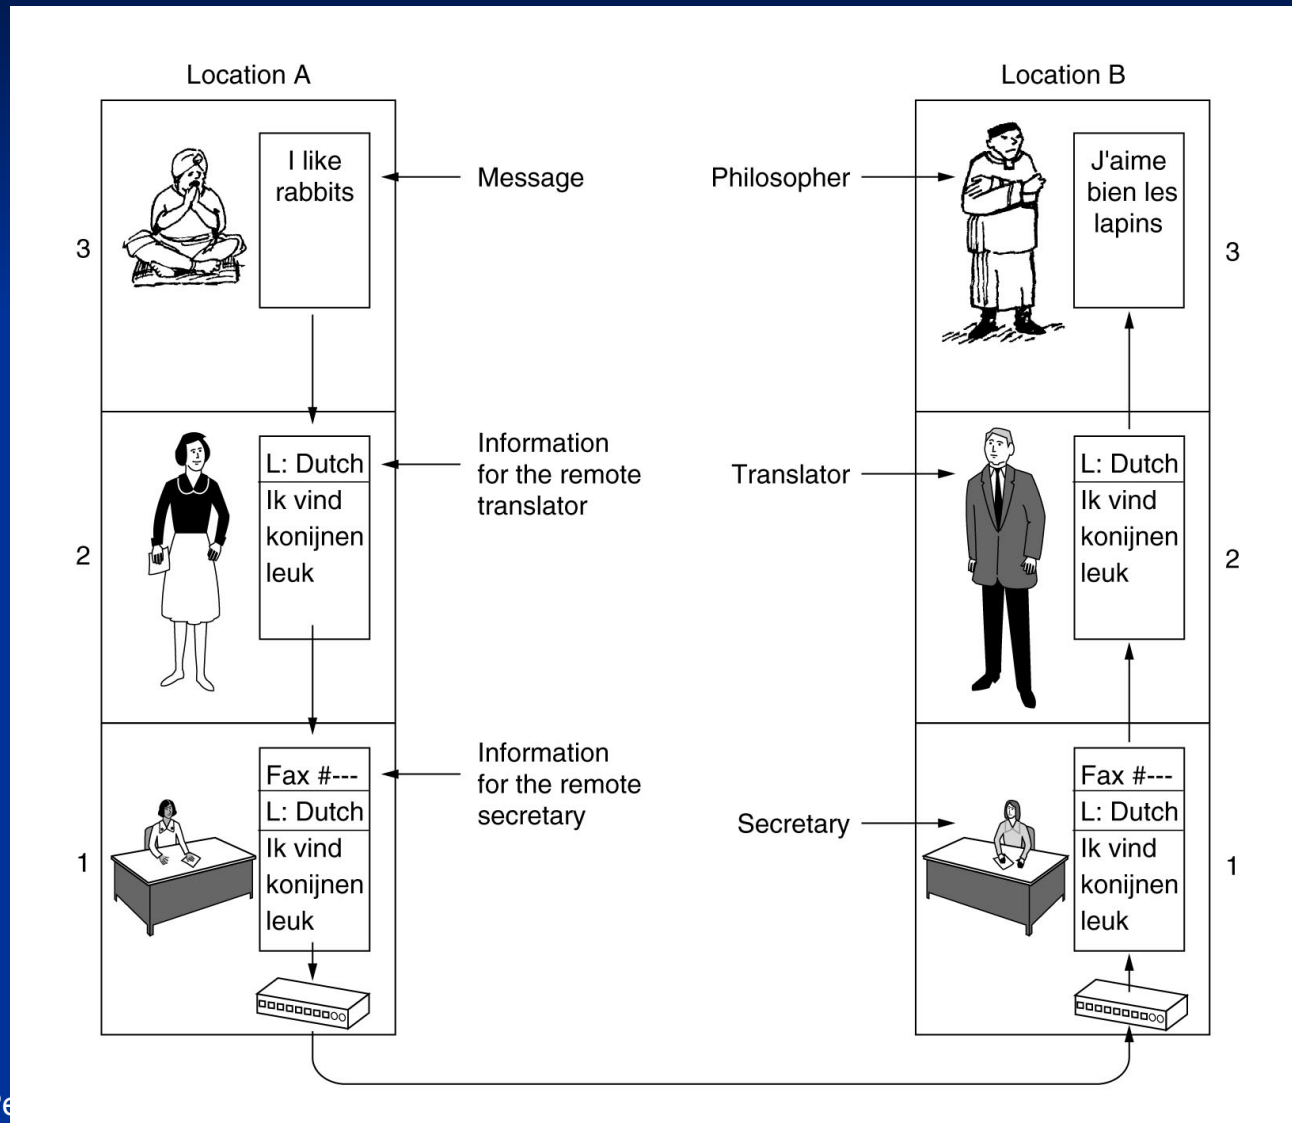 Location A
I like
rabbits
Message
3
L: Dutch
Ik vind
konijnen
leuk
Information
for the remote
translator
2
Fax #---
L: Dutch
Ik vind
konijnen
leuk
Information
for the remote
secretary
1
Location B
Philosopher
J'aime
bien les
lapins
3
Translator
L: Dutch
Ik vind
konijnen
leuk
2
Secretary
Fax #---
L: Dutch
Ik vind
konijnen
leuk
1